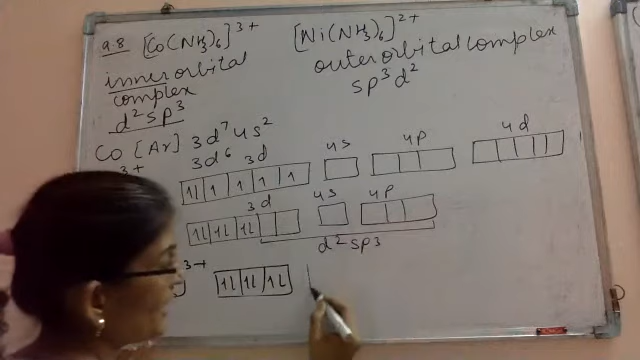 Q.8 [Co(NH3)6]3+ [Ni(NH3)6]2+
inner orbital complex d2sp3
outer orbital complex sp3d2
Co [Ar] 3d7 4s2
3+ 3d6
3d 4s 4p 4d
1L 1 1 1 1
3d 4s 4p
1L 1L 1L
d2sp3
3+
1L 1L 1L